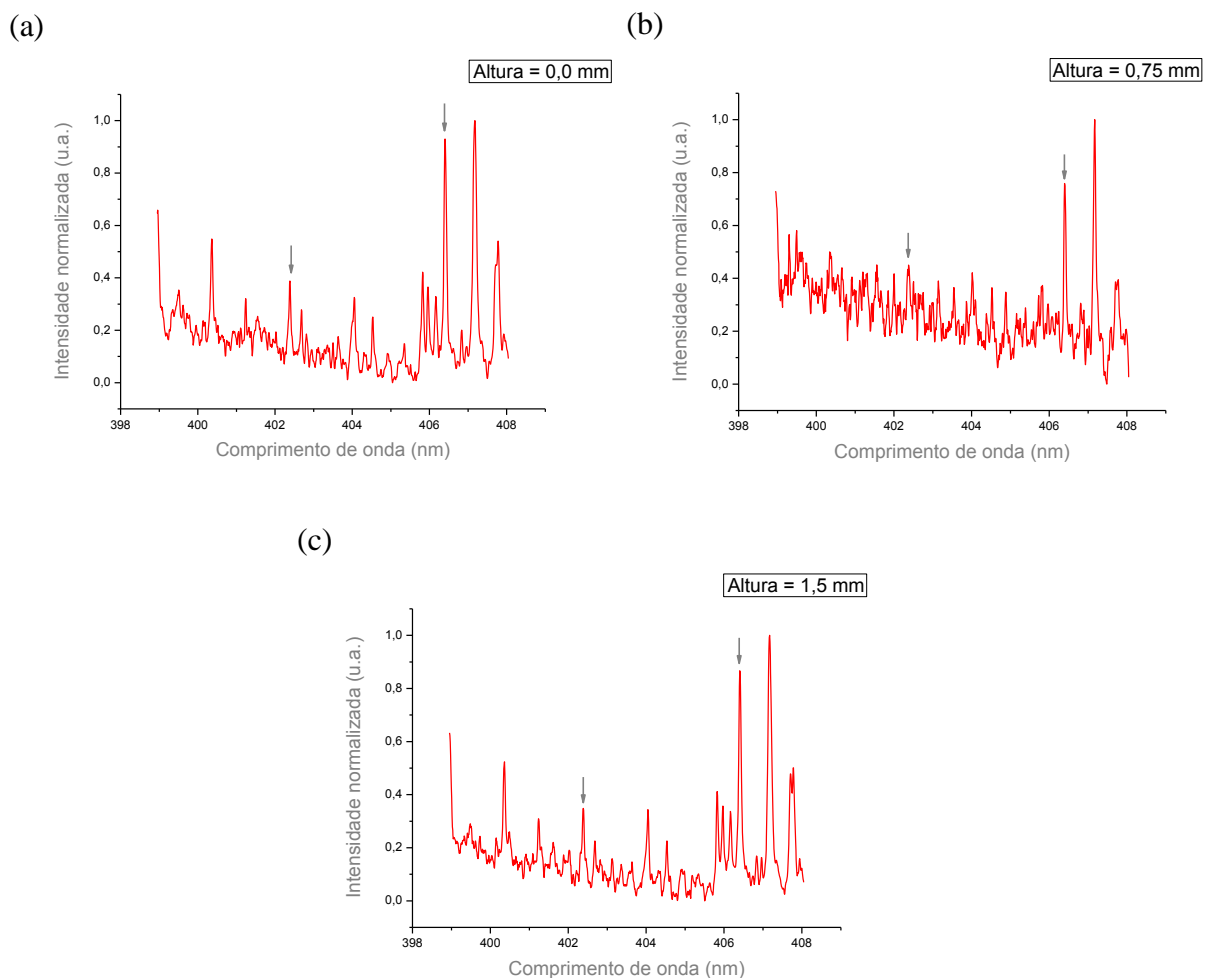 (a)
Altura = 0,0 mm
Intensidade normalizada (u.a.)
1,0
0,8
0,6
0,4
0,2
0,0
398 400 402 404 406 408
Comprimento de onda (nm)
(b)
Altura = 0,75 mm
Intensidade normalizada (u.a.)
1,0
0,8
0,6
0,4
0,2
0,0
398 400 402 404 406 408
Comprimento de onda (nm)
(c)
Altura = 1,5 mm
Intensidade normalizada (u.a.)
1,0
0,8
0,6
0,4
0,2
0,0
398 400 402 404 406 408
Comprimento de onda (nm)